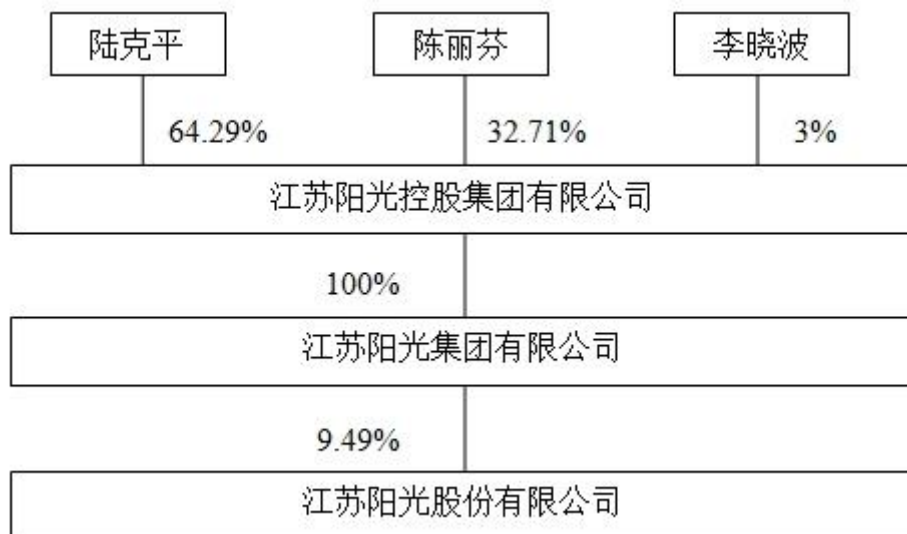 陆克平 陈丽芬 李晓波
64.29% 32.71% 3%
江苏阳光控股集团有限公司
100%
江苏阳光集团有限公司
9.49%
江苏阳光股份有限公司